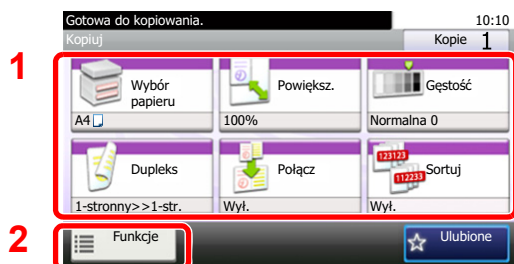 Gotowa do kopiowania. 10:10
Kopiuj Kopie 1
1
Wybór papieru
A4
Powiększ.
100%
Gęstość
Normalna 0
Dupleks
1-stronny>>1-str.
Połącz
Wył.
123123
112233
Sortuj
Wył.
2
Funkcje
Ulubione